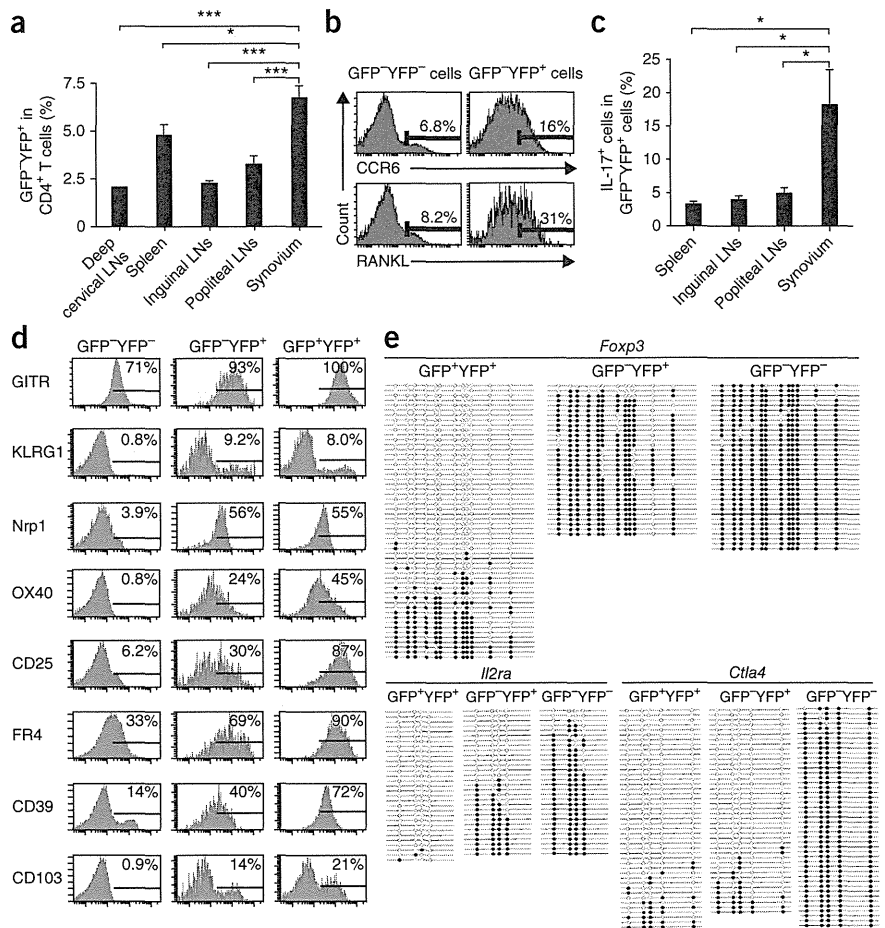 a
***
*
***
***
7.5
5.0
2.5
0
GFP⁻YFP⁺ in
CD4⁺ T cells (%)
Deep
cervical LNs
Spleen
Inguinal LNs
Popliteal LNs
Synovium
b
GFP⁻YFP⁻ cells
GFP⁻YFP⁺ cells
6.8%
16%
CCR6
8.2%
31%
RANKL
Count
c
*
*
*
25
20
15
10
5
0
IL-17⁺ cells in
GFP⁻YFP⁺ cells (%)
Spleen
Inguinal LNs
Popliteal LNs
Synovium
d
GFP⁻YFP⁻ GFP⁻YFP⁺ GFP⁺YFP⁺
GITR 71% 93% 100%
KLRG1 0.8% 9.2% 8.0%
Nrp1 3.9% 56% 55%
OX40 0.8% 24% 45%
CD25 6.2% 30% 87%
FR4 33% 69% 90%
CD39 14% 40% 72%
CD103 0.9% 14% 21%
e
Foxp3
GFP⁺YFP⁺ GFP⁻YFP⁺ GFP⁻YFP⁻
Il2ra
GFP⁺YFP⁺ GFP⁻YFP⁺ GFP⁻YFP⁻
Ctla4
GFP⁺YFP⁺ GFP⁻YFP⁺ GFP⁻YFP⁻